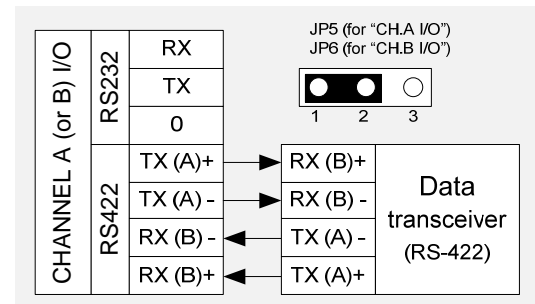 JP5 (for “CH.A I/O”)
JP6 (for “CH.B I/O”)
1 2 3
CHANNEL A (or B) I/O
RS232
RX
TX
0
RS422
TX (A)+
TX (A) -
RX (B) -
RX (B)+
RX (B)+
RX (B) -
TX (A) -
TX (A)+
Data
transceiver
(RS-422)